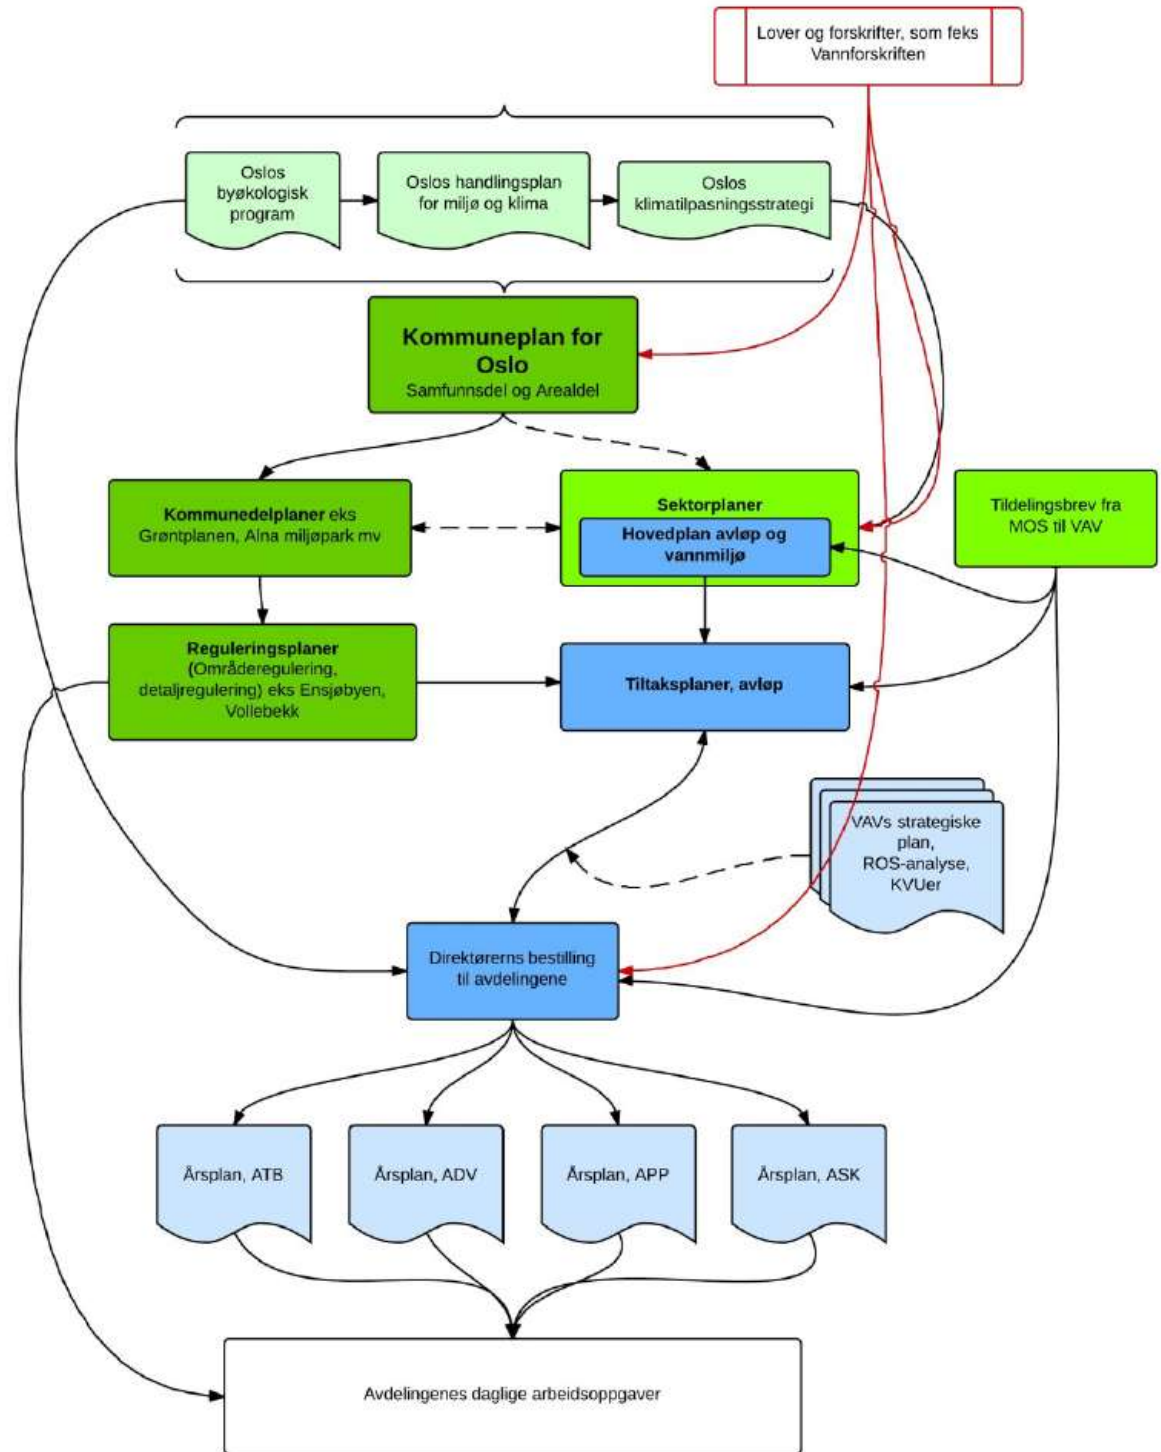 Lover og forskrifter, som feks
Vannforskriften
Oslos
byøkologisk
program
Oslos handlingsplan
for miljø og klima
Oslos
klimatilpasningsstrategi
Kommuneplan for
Oslo
Samfunnsdel og Arealdel
Kommunedelplaner eks
Grøntplanen, Alna miljøpark mv
Sektorplaner
Hovedplan avløp og
vannmiljø
Tildelingsbrev fra
MOS til VAV
Reguleringsplaner
(Områderegulering,
detaljregulering) eks Ensjøbyen,
Vollebekk
Tiltaksplaner, avløp
VAVs strategiske
plan,
ROS-analyse,
KVUer
Direktørerns bestilling
til avdelingene
Årsplan, ATB
Årsplan, ADV
Årsplan, APP
Årsplan, ASK
Avdelingenes daglige arbeidsoppgaver